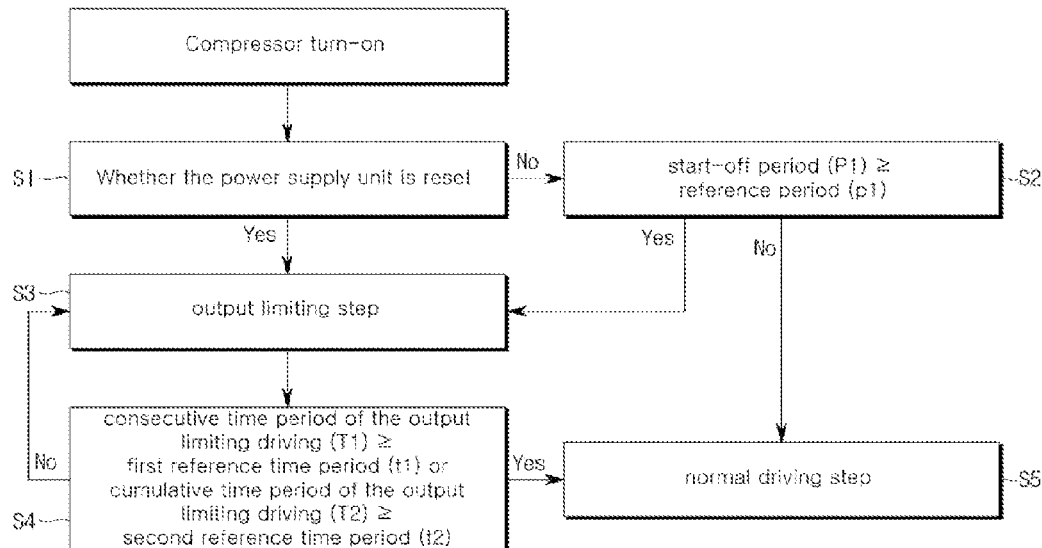 Compressor turn-on
S1
Whether the power supply unit is reset
No
start-off period (P1) ≥
reference period (p1)
S2
Yes
Yes
No
S3
output limiting step
consecutive time period of the output
limiting driving (T1) ≥
first reference time period (t1) or
cumulative time period of the output
limiting driving (T2) ≥
second reference time period (t2)
No
S4
Yes
normal driving step
S5